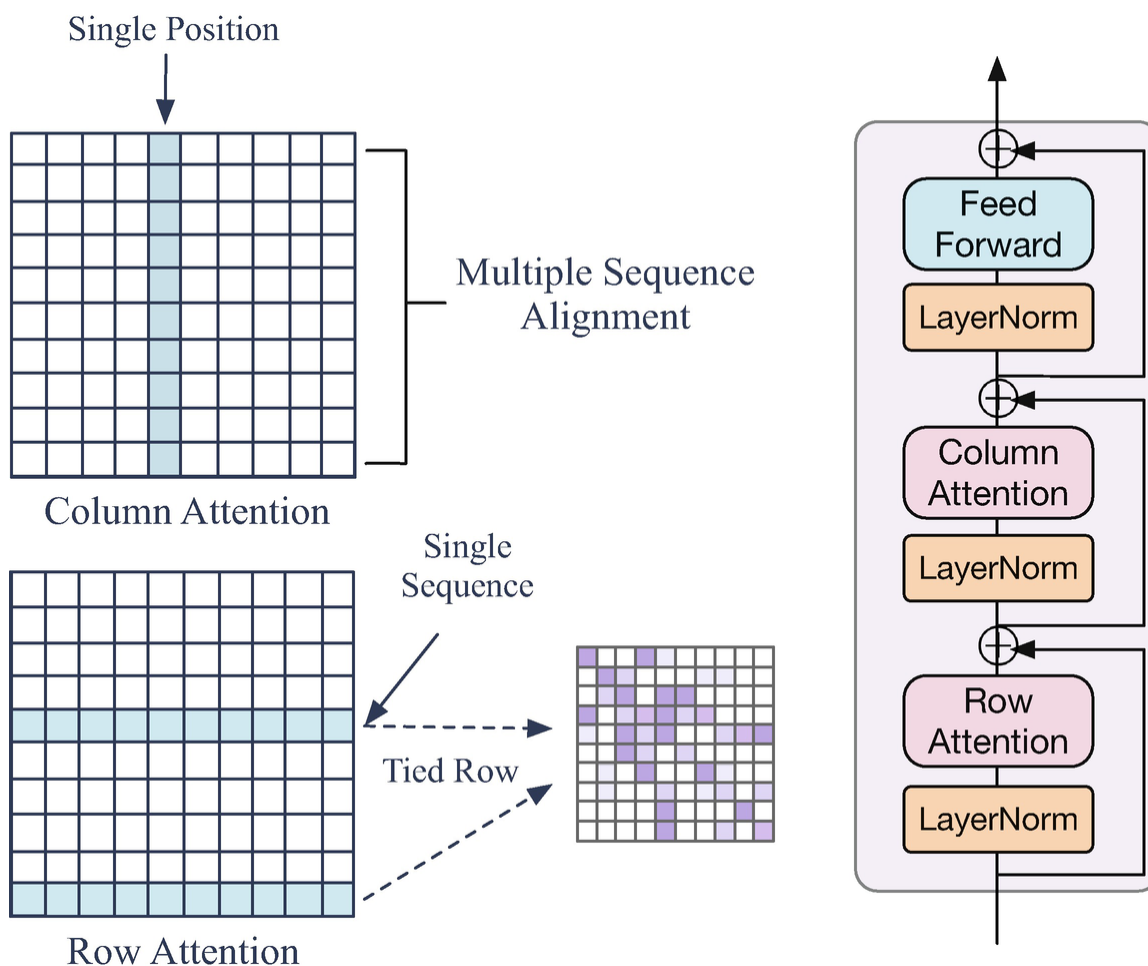 Single Position
Multiple Sequence
Alignment
Column Attention
Single
Sequence
Tied Row
Row Attention
Feed
Forward
LayerNorm
Column
Attention
LayerNorm
Row
Attention
LayerNorm